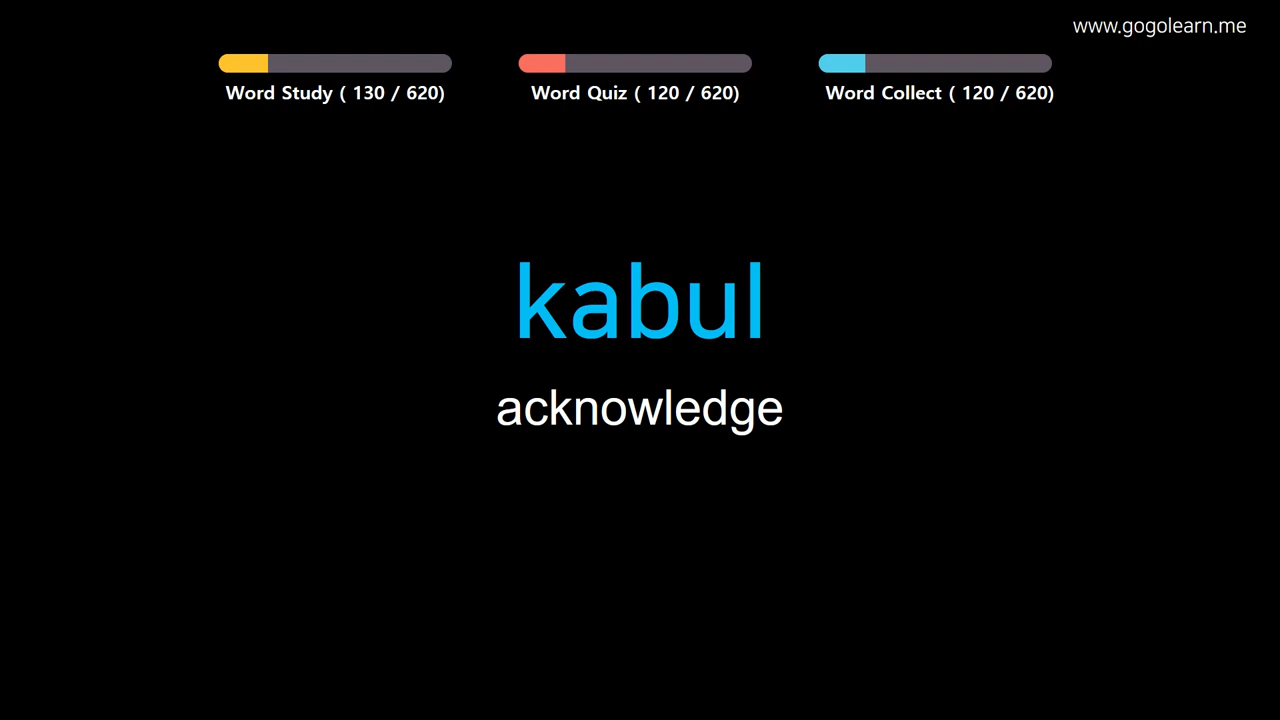 www.gogolearn.me
Word Study ( 130 / 620)
Word Quiz ( 120 / 620)
Word Collect ( 120 / 620)
kabul
acknowledge